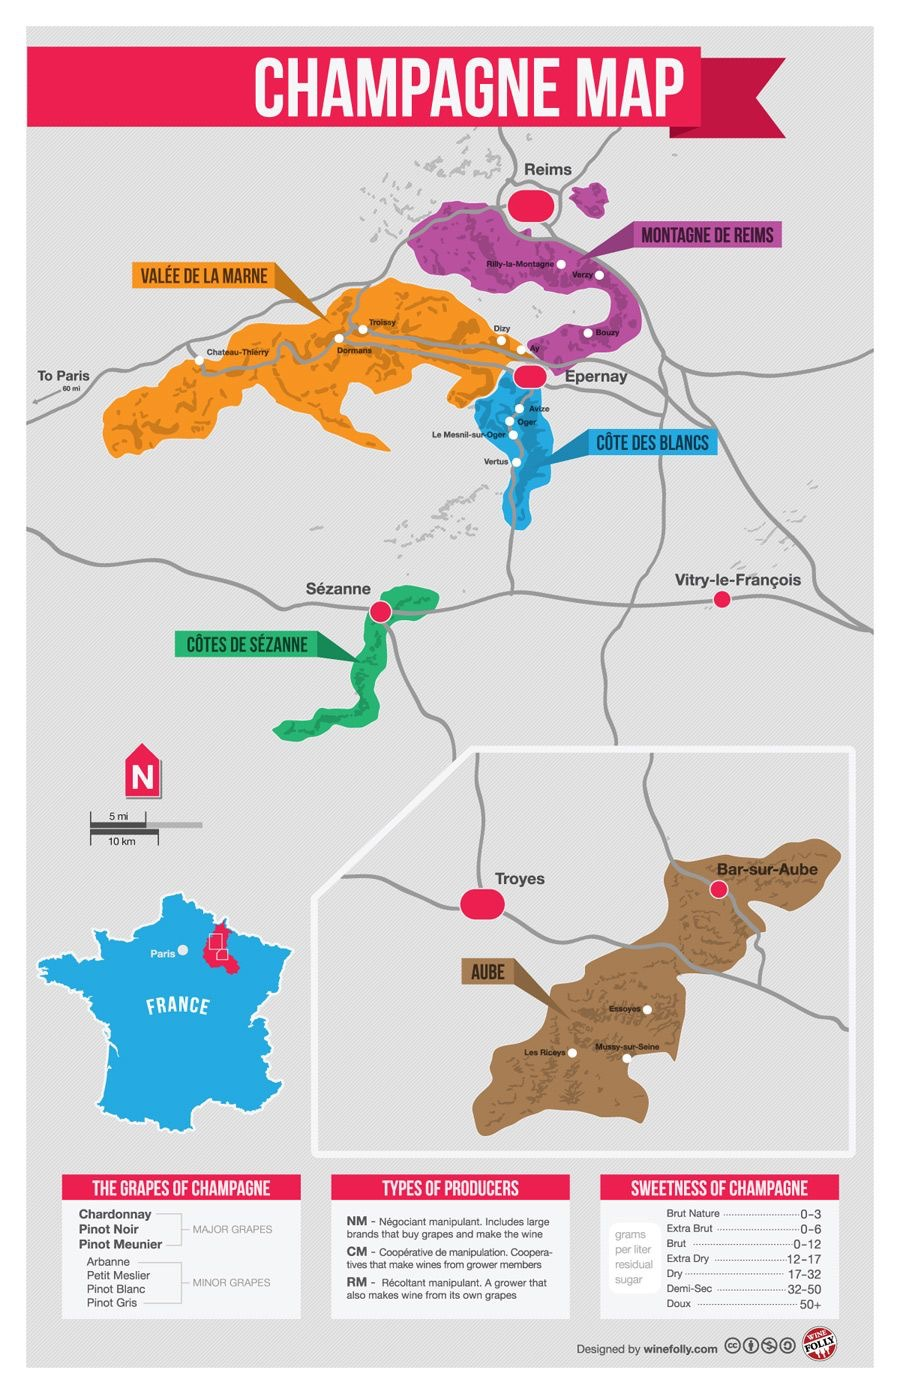 CHAMPAGNE MAP
Reims
MONTAGNE DE REIMS
Rilly-la-Montagne
Verzy
VALÉE DE LA MARNE
Troissy
Dizy
Bouzy
Ay
Dormans
Chateau-Thierry
To Paris
60 mi
Epernay
Avize
Oger
Le Mesnil-sur-Oger
CÔTE DES BLANCS
Vertus
Sézanne
Vitry-le-François
CÔTES DE SÉZANNE
N
5 mi
10 km
Troyes
Bar-sur-Aube
AUBE
Essoyes
Les Riceys
Mussy-sur-Seine
Paris
FRANCE
THE GRAPES OF CHAMPAGNE
Chardonnay
Pinot Noir
Pinot Meunier
MAJOR GRAPES
Arbanne
Petit Meslier
Pinot Blanc
Pinot Gris
MINOR GRAPES
TYPES OF PRODUCERS
NM - Négociant manipulant. Includes large
brands that buy grapes and make the wine
CM - Coopérative de manipulation. Coopera-
tives that make wines from grower members
RM - Récoltant manipulant. A grower that
also makes wine from its own grapes
SWEETNESS OF CHAMPAGNE
grams
per liter
residual
sugar
Brut Nature 0-3
Extra Brut 0-6
Brut 0-12
Extra Dry 12-17
Dry 17-32
Demi-Sec 32-50
Doux 50+
Designed by winefolly.com
cc
WINE
FOLLY